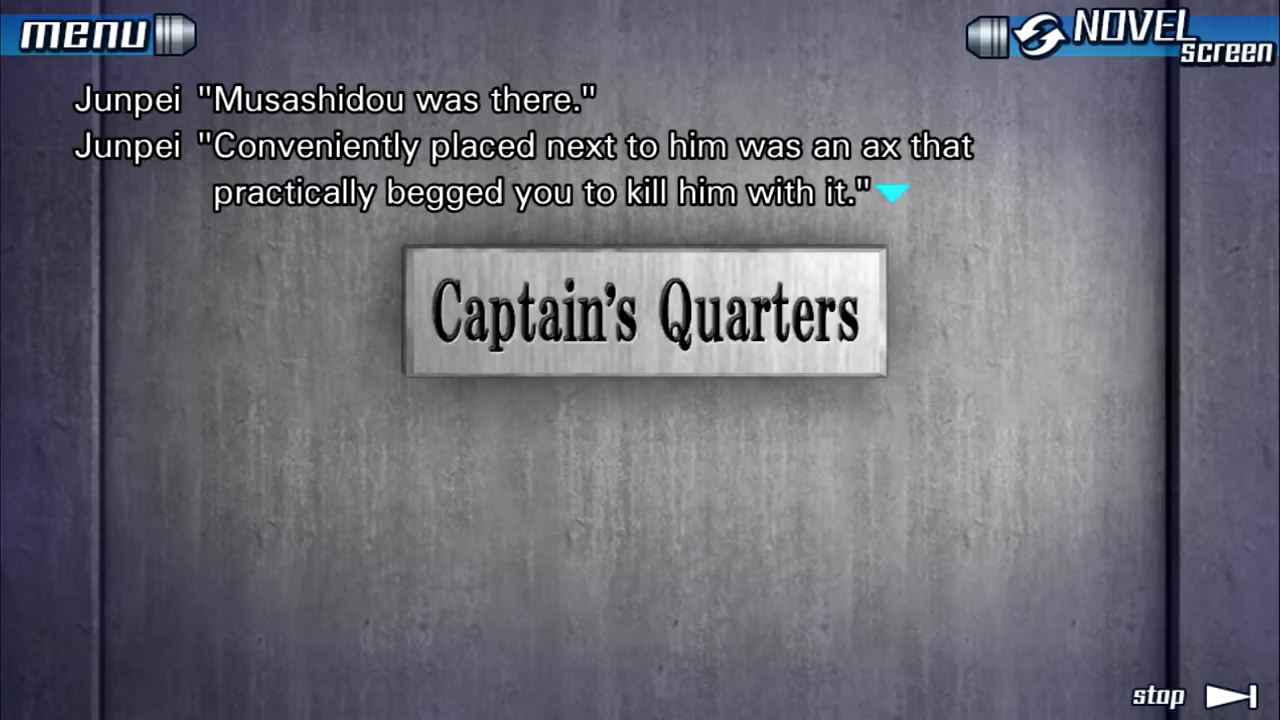 menu
NOVEL
screen
Junpei "Musashidou was there."
Junpei "Conveniently placed next to him was an ax that
practically begged you to kill him with it."
Captain's Quarters
stop